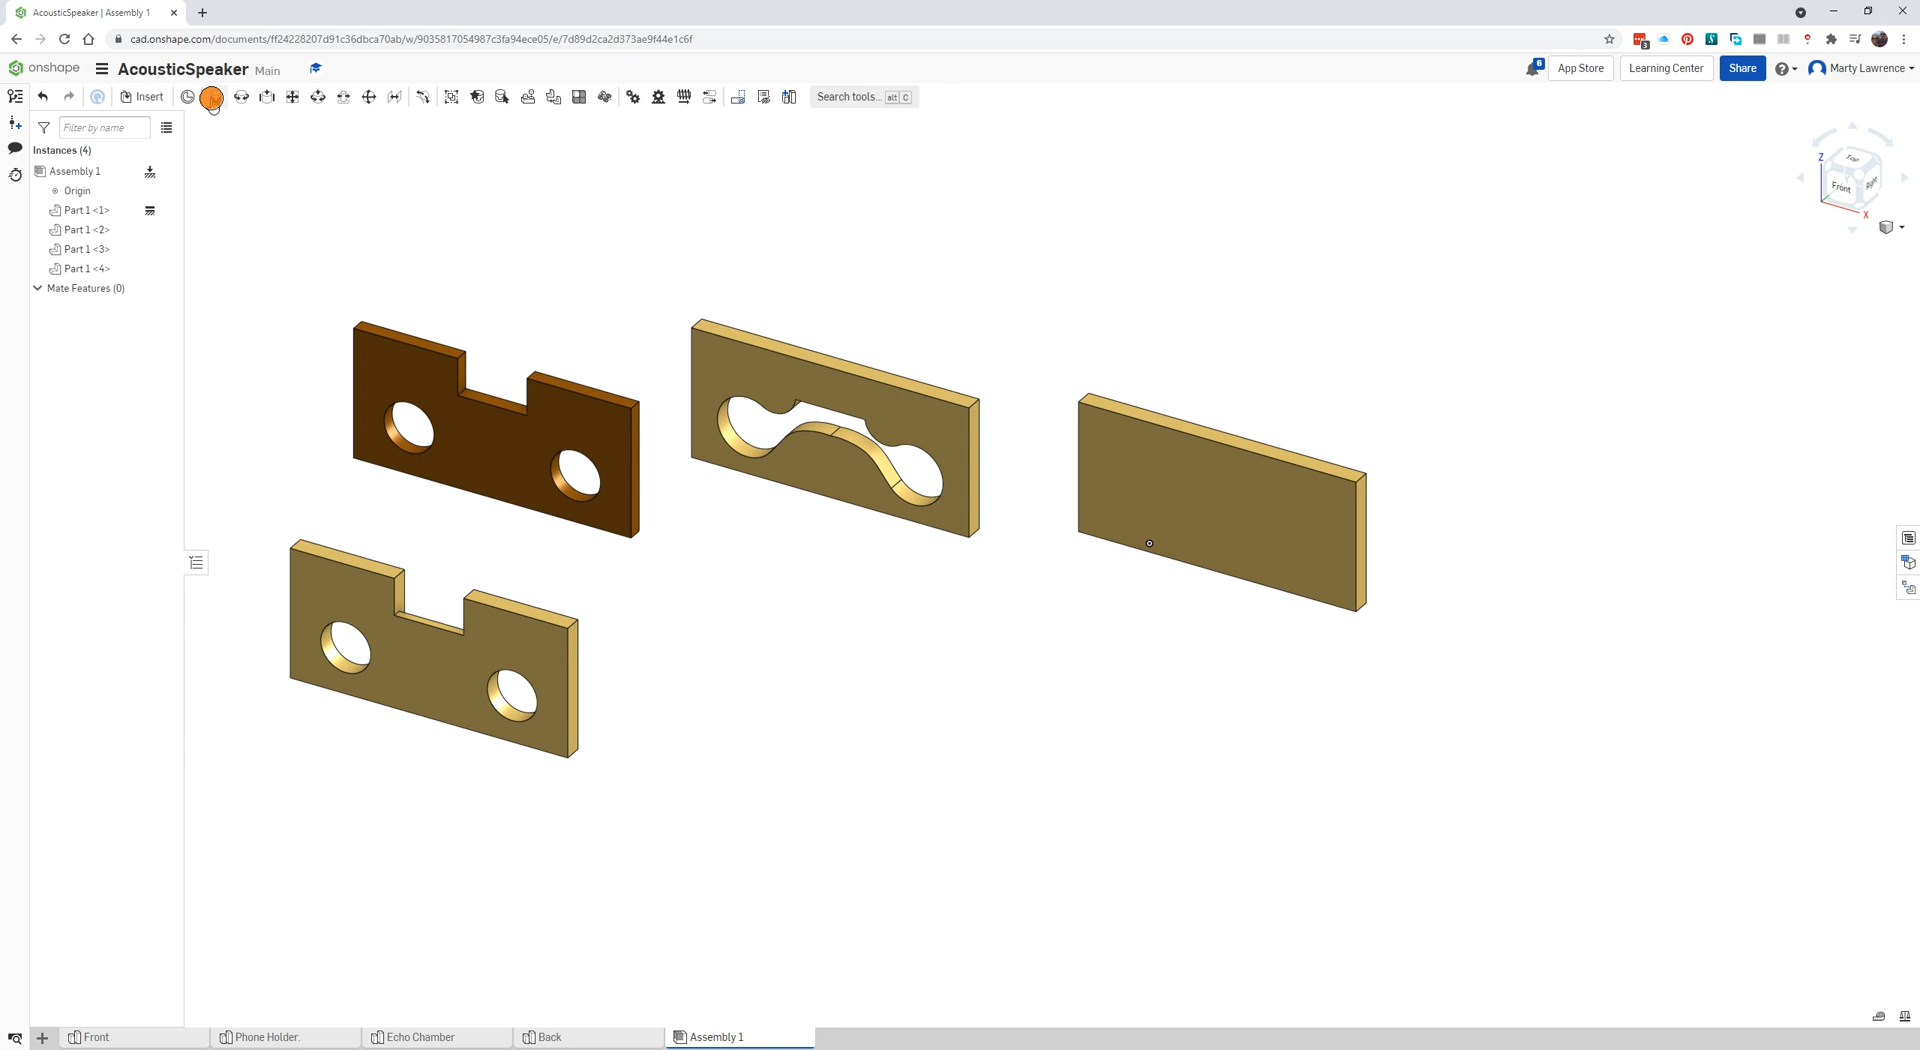 AcousticSpeaker | Assembly 1
cad.onshape.com/documents/ff24228207d91c36dbca70ab/w/9035817054987c3fa94ece05/e/7d89d2ca2d373ae9f44e1c6f
3
onshape AcousticSpeaker Main
6 App Store Learning Center Share Marty Lawrence
Insert Search tools... alt C
Filter by name
Instances (4)
Assembly 1
Origin
Part 1 <1>
Part 1 <2>
Part 1 <3>
Part 1 <4>
Mate Features (0)
Z Top Front Right X
Front Phone Holder. Echo Chamber Back Assembly 1